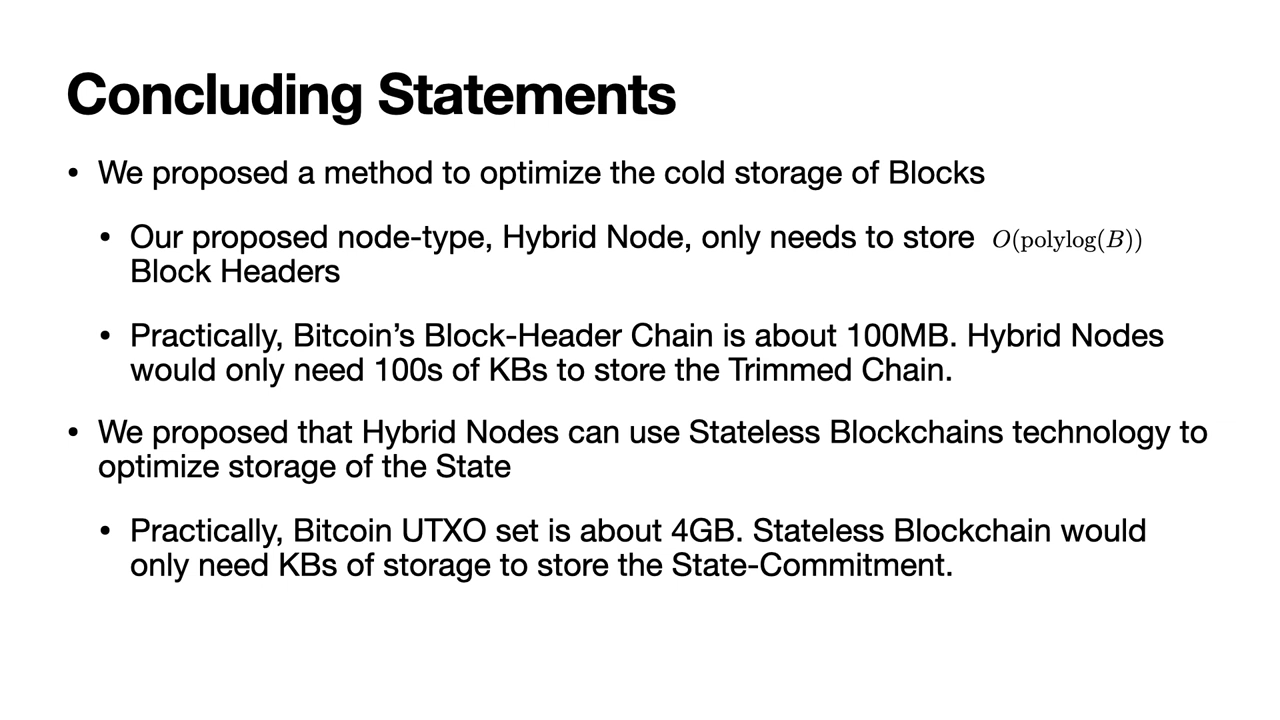 Concluding Statements
• We proposed a method to optimize the cold storage of Blocks
• Our proposed node-type, Hybrid Node, only needs to store O(polylog(B))
Block Headers
• Practically, Bitcoin’s Block-Header Chain is about 100MB. Hybrid Nodes
would only need 100s of KBs to store the Trimmed Chain.
• We proposed that Hybrid Nodes can use Stateless Blockchains technology to
optimize storage of the State
• Practically, Bitcoin UTXO set is about 4GB. Stateless Blockchain would
only need KBs of storage to store the State-Commitment.